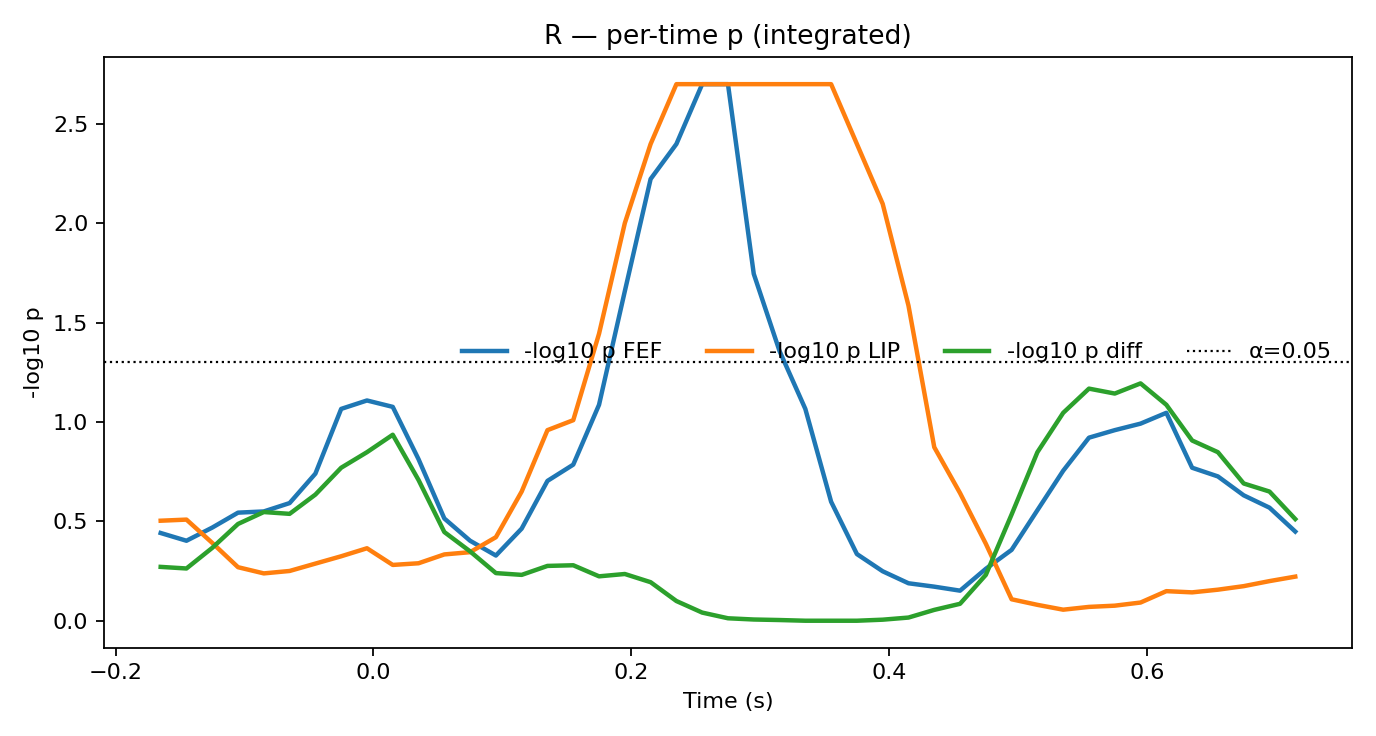 R — per-time p (integrated)
-log10 p
2.5
2.0
1.5
1.0
0.5
0.0
-log10 p FEF
-log10 p LIP
-log10 p diff
α=0.05
−0.2
0.0
0.2
0.4
0.6
Time (s)